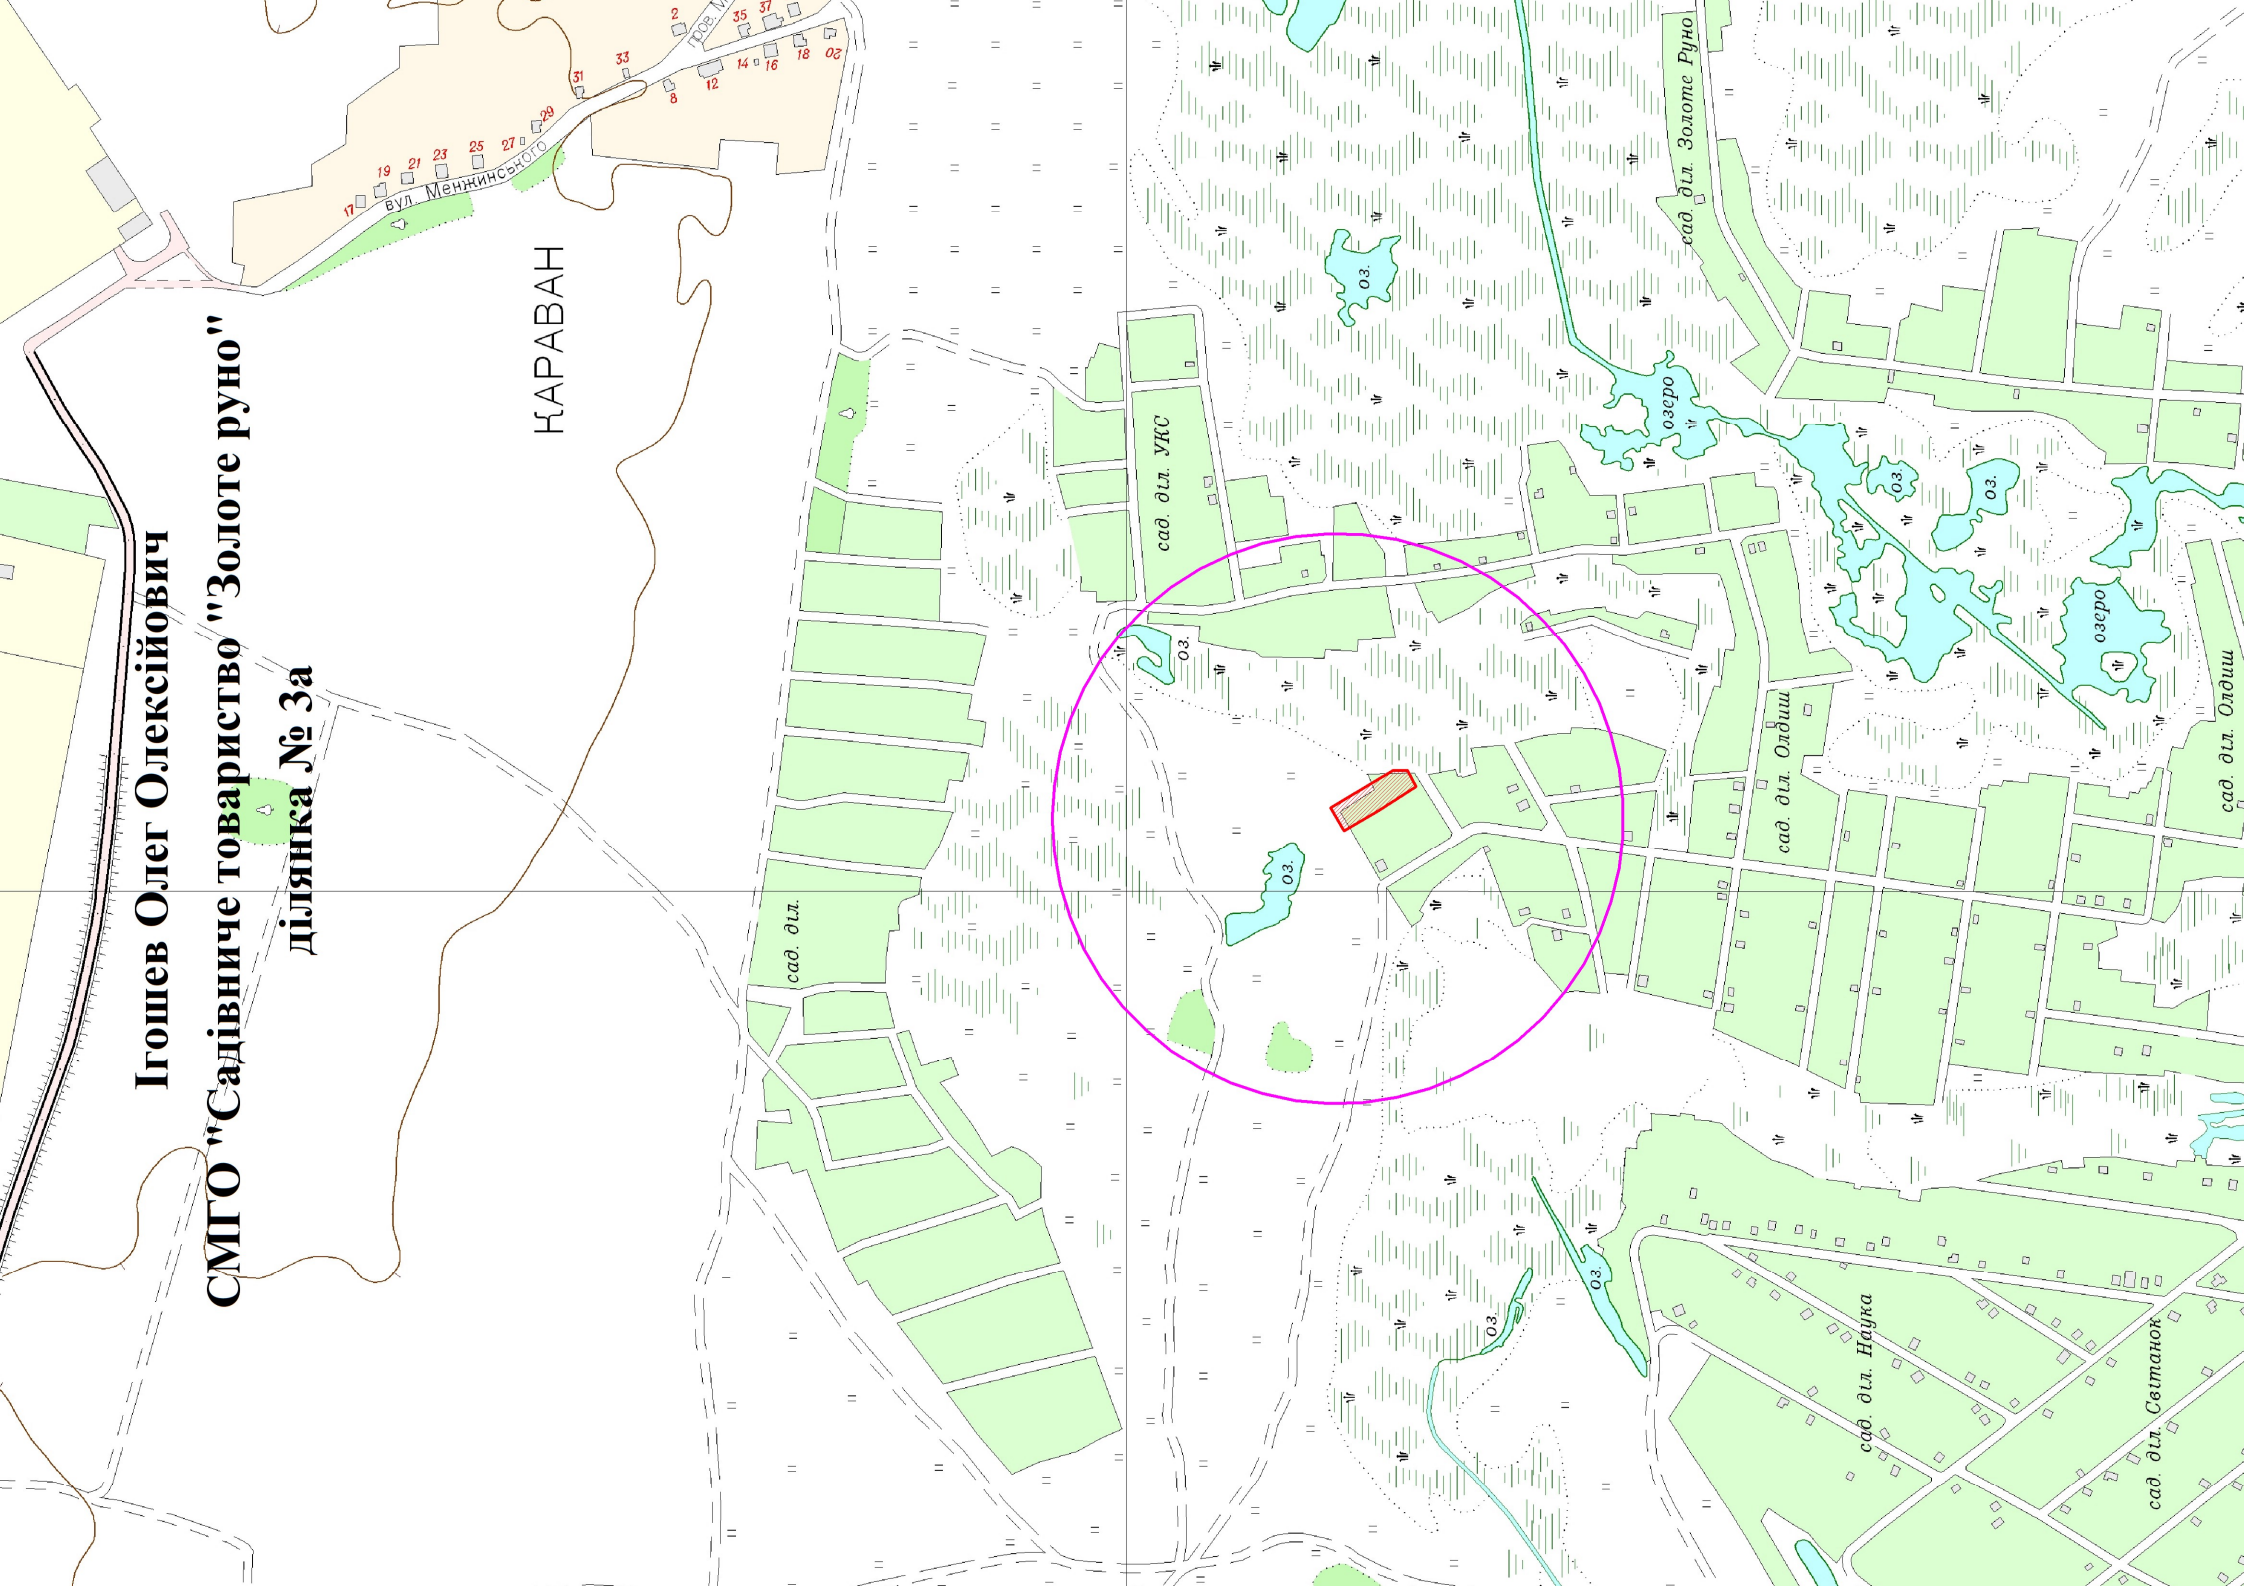 Ігошев Олег Олексійович
СМГО "Садівниче товариство "Золоте руно"
ділянка № 3а
КАРАВАН
вул. Менжинського
пров. М
2
35
37
33
31
14
16
18
20
12
8
29
27
25
23
21
19
17
сад. діл. Золоте Руно
оз.
озеро
сад. діл. УКС
оз.
оз.
озеро
оз.
сад. діл. Олдиш
сад. діл. Олдиш
оз.
сад. діл.
оз.
оз.
сад. діл. Наука
сад. діл. Світанок